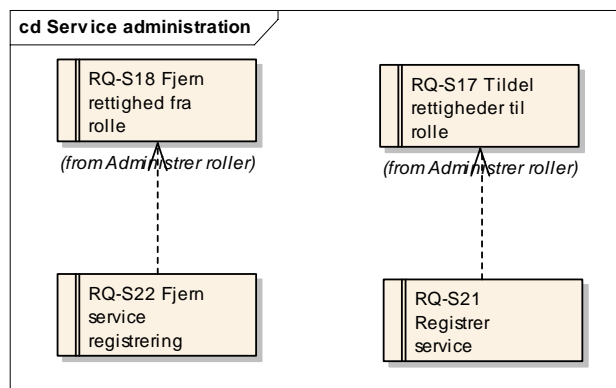 cd Service administration
RQ-S18 Fjern
rettighed fra
rolle
(from Administrer roller)
RQ-S17 Tildel
rettigheder til
rolle
(from Administrer roller)
RQ-S22 Fjern
service
registrering
RQ-S21
Registrer
service